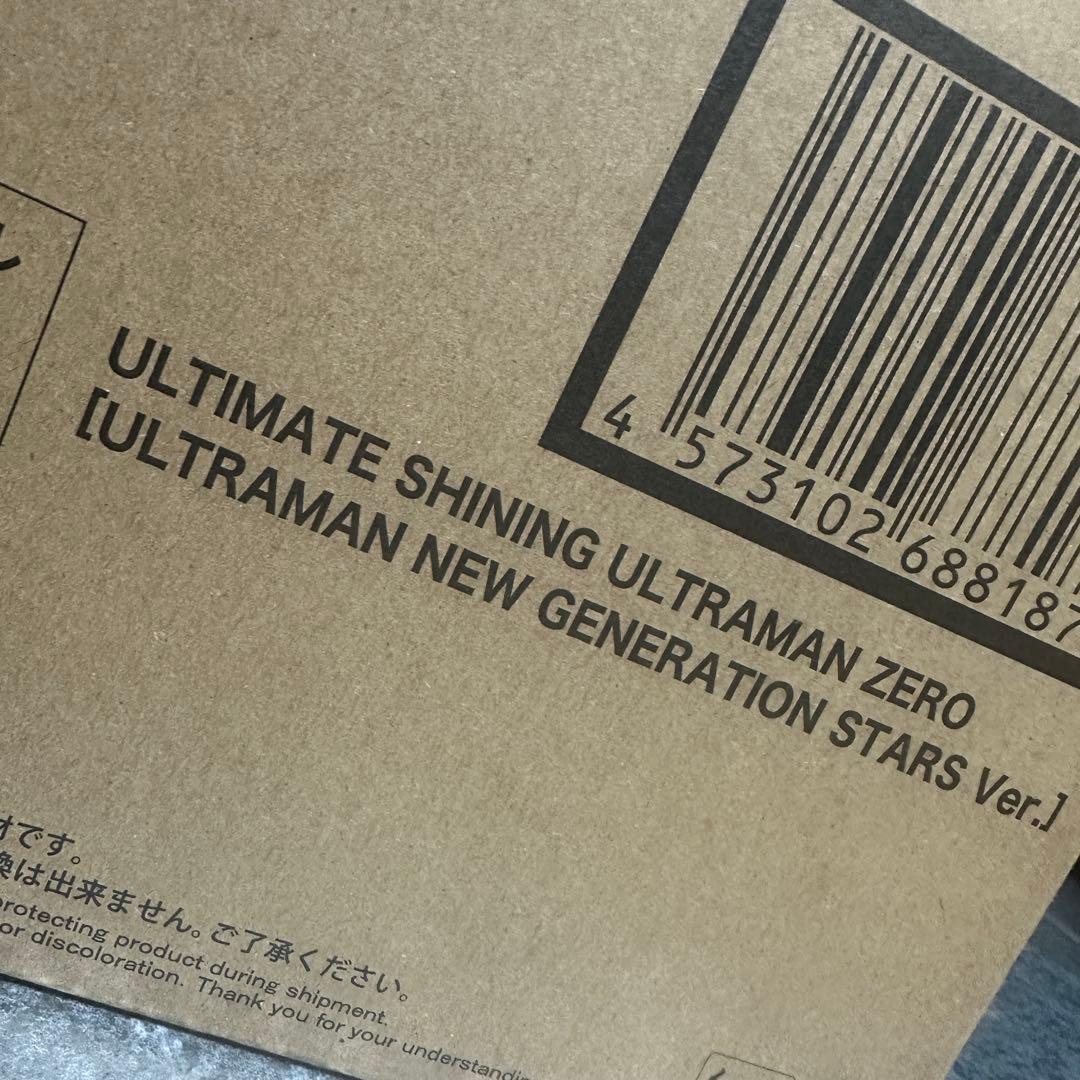 4 573102 688187
ULTIMATE SHINING ULTRAMAN ZERO
[ULTRAMAN NEW GENERATION STARS Ver.]
です。
換は出来ません。ご了承ください。
protecting product during shipment.
or discoloration. Thank you for your